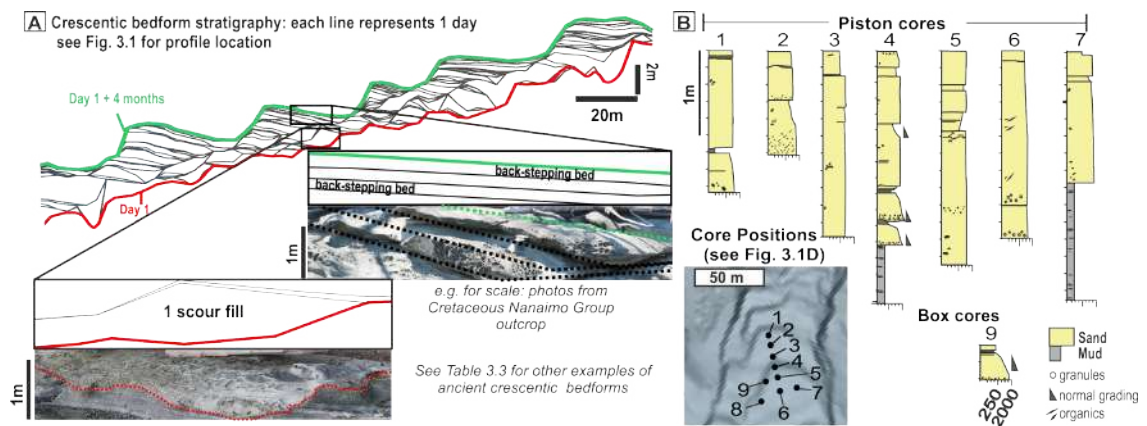 A Crescentic bedform stratigraphy: each line represents 1 day
see Fig. 3.1 for profile location
Day 1 + 4 months
2m
20m
Day 1
back-stepping bed
back-stepping bed
1m
e.g. for scale: photos from
Cretaceous Nanaimo Group
outcrop
1 scour fill
1m
See Table 3.3 for other examples of
ancient crescentic bedforms
B
Piston cores
1 2 3 4 5 6 7
1m
Core Positions
(see Fig. 3.1D)
50 m
1
2
3
4
5
9
7
8
6
Box cores
9
250
2000
Sand
Mud
granules
normal grading
organics